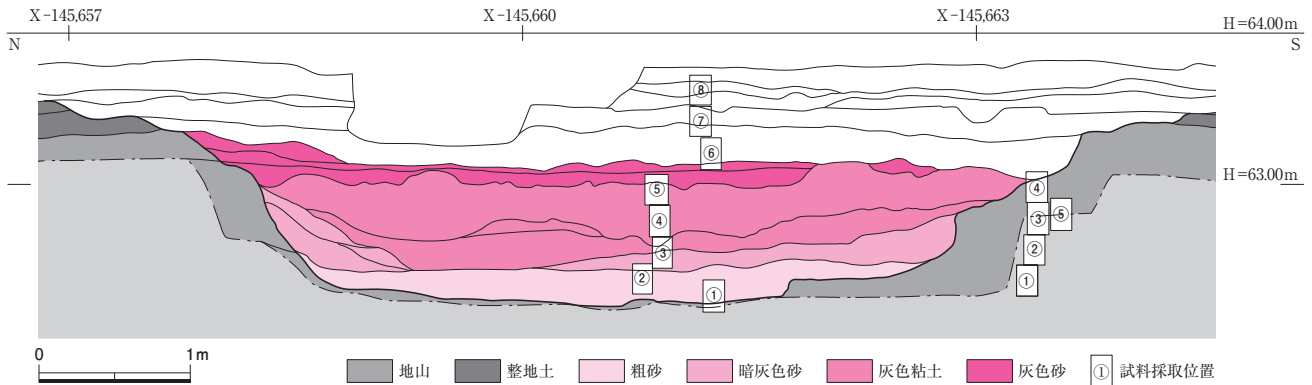 X-145,657 X-145,660 X-145,663 H=64.00m
N S
⑧
⑦
⑥
H=63.00m
⑤ ④
④ ③ ⑤
③ ②
② ①
①
0 1m
地山 整地土 粗砂 暗灰色砂 灰色粘土 灰色砂 ① 試料採取位置